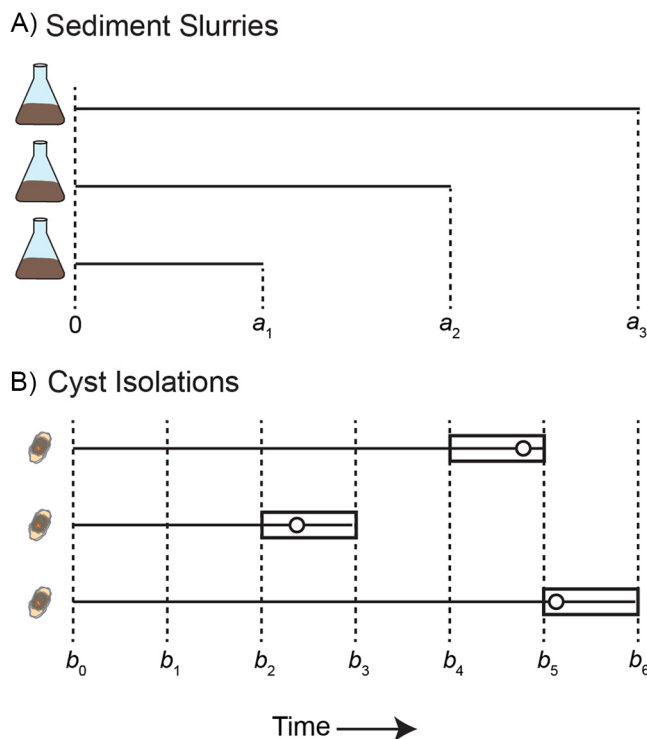 A) Sediment Slurries
0 a₁ a₂ a₃
B) Cyst Isolations
b₀ b₁ b₂ b₃ b₄ b₅ b₆
Time